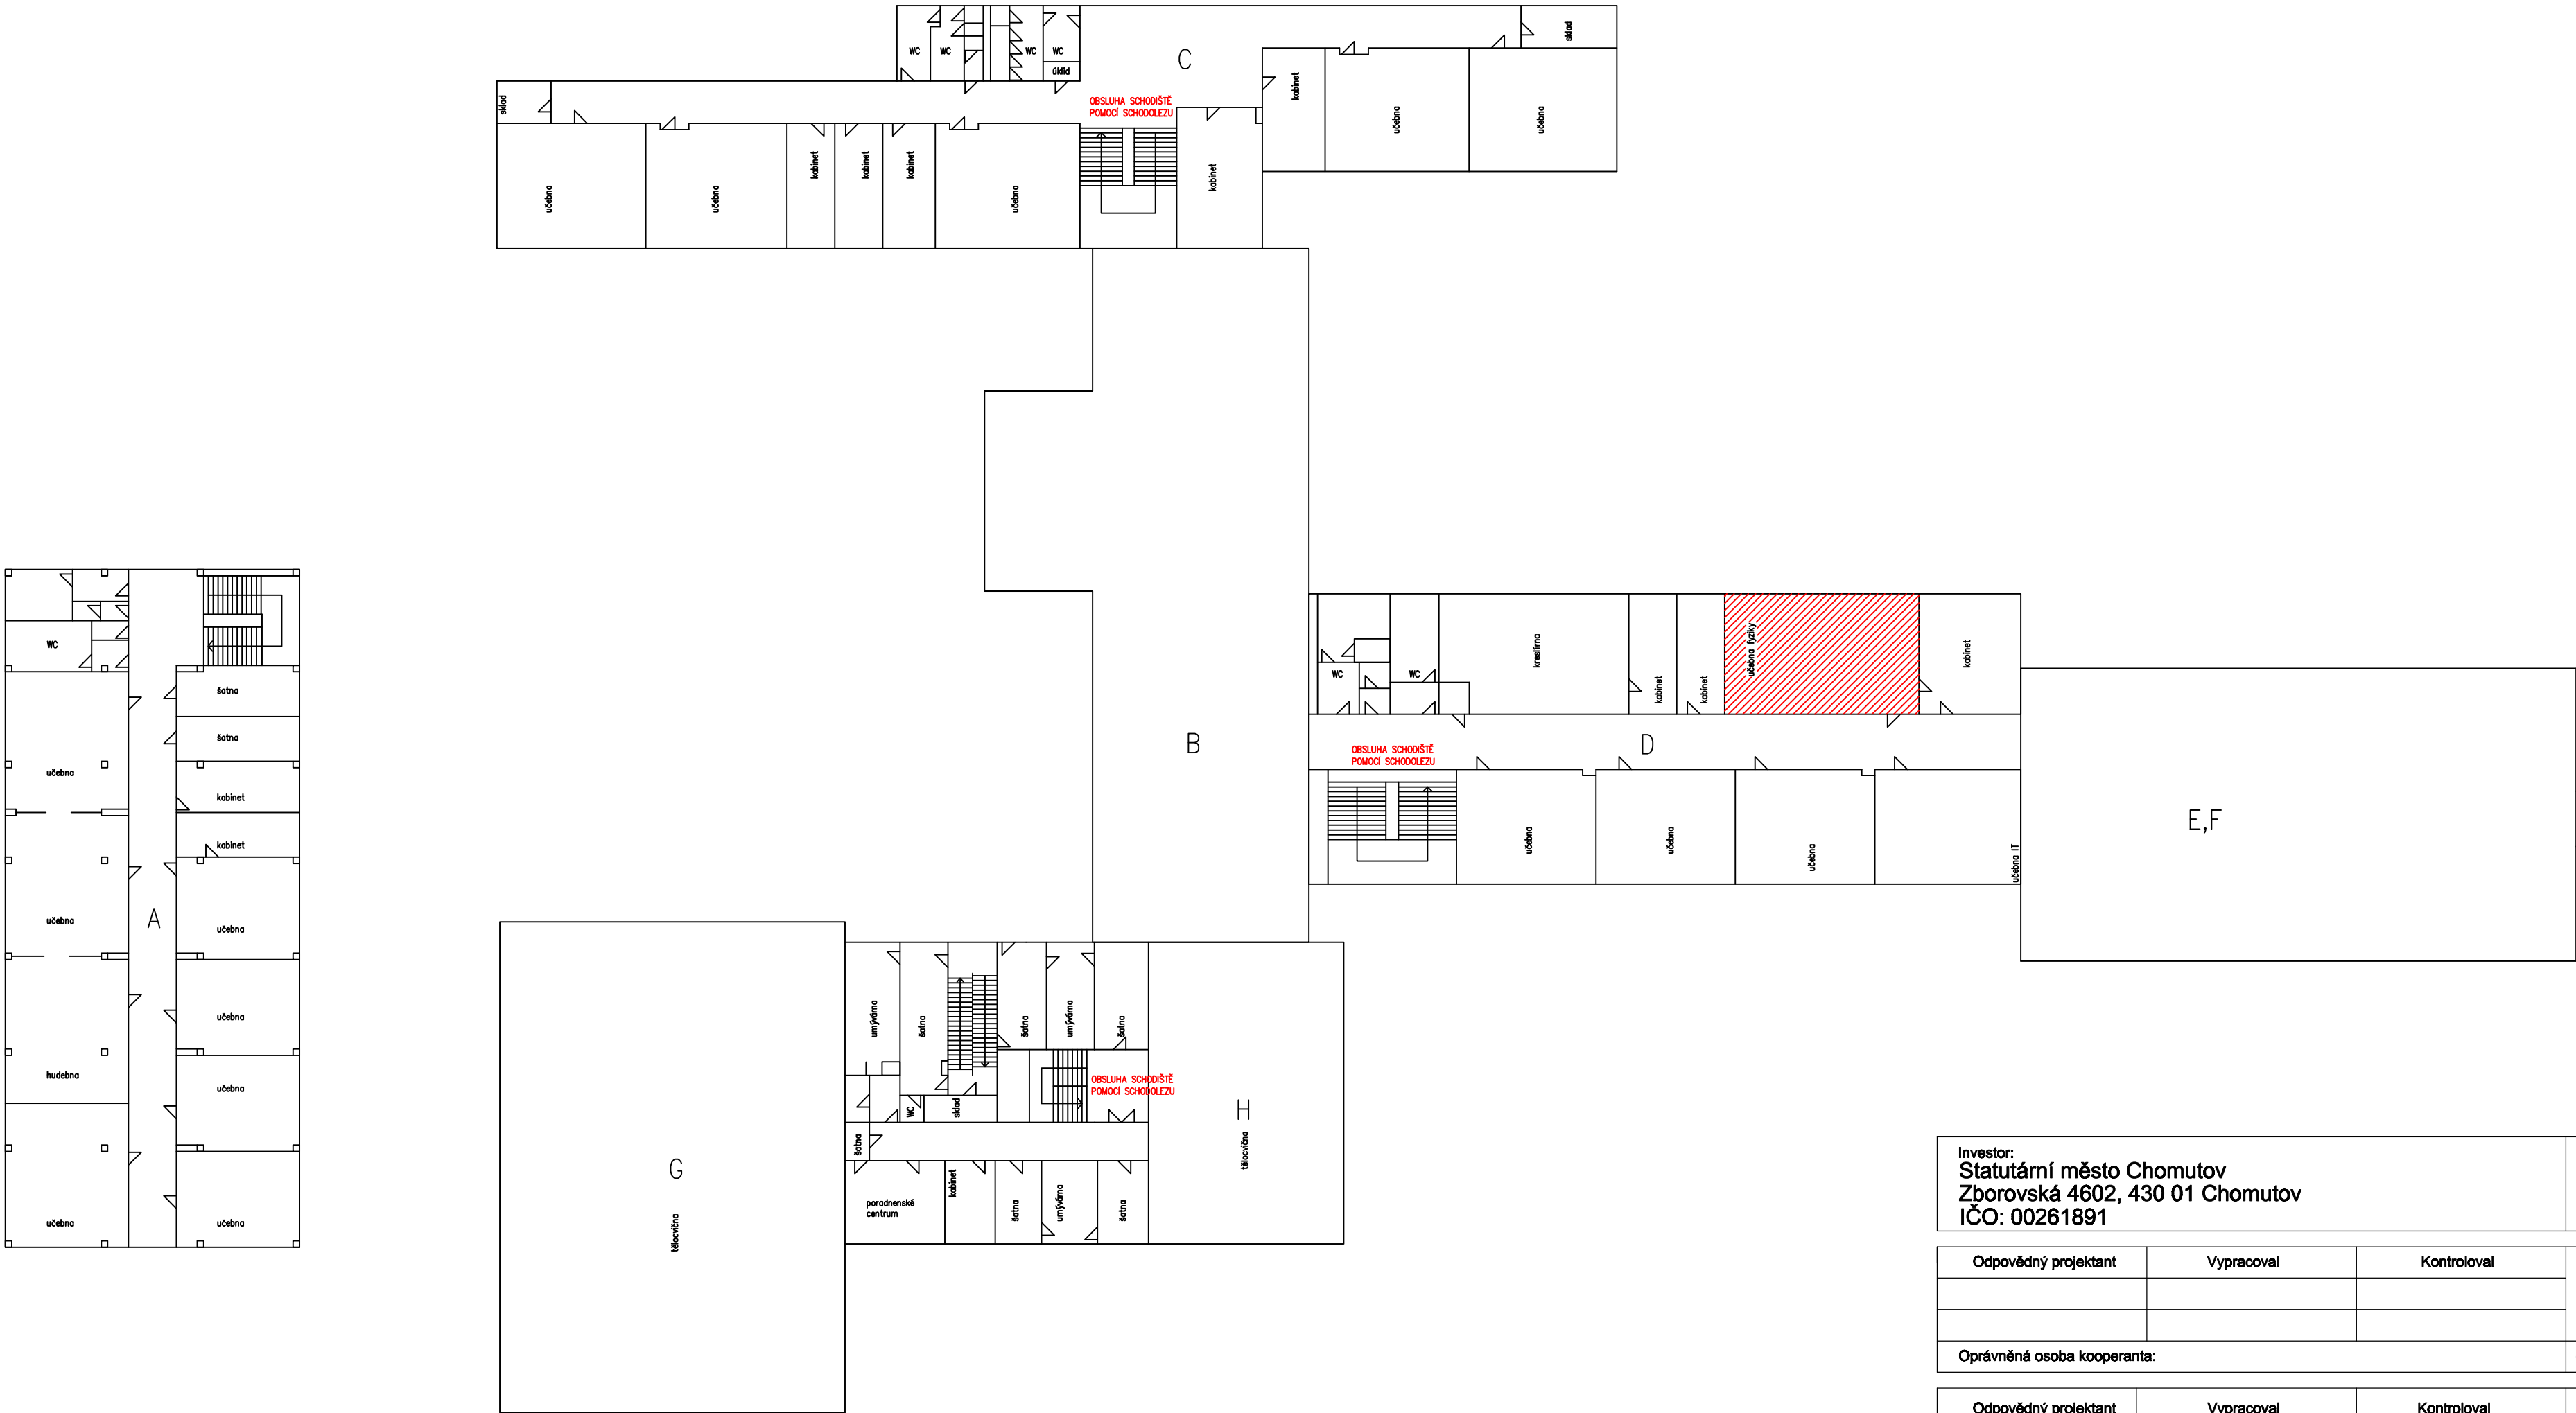 WC
WC
WC
WC
Úklid
C
sklad
sklad
OBSLUHA SCHODIŠTĚ
POMOCÍ SCHODOLEZU
kabinet
učebna
učebna
učebna
učebna
kabinet
kabinet
kabinet
učebna
kabinet
WC
šatna
šatna
učebna
kabinet
kabinet
učebna
A
učebna
učebna
hudebna
učebna
učebna
učebna
B
WC
WC
kreslírna
kabinet
kabinet
učebna fyziky
kabinet
OBSLUHA SCHODIŠTĚ
POMOCÍ SCHODOLEZU
D
učebna
učebna
učebna
učebna IT
E,F
umývárna
šatna
šatna
umývárna
šatna
OBSLUHA SCHODIŠTĚ
POMOCÍ SCHODOLEZU
WC
sklad
šatna
H
tělocvična
G
tělocvična
poradnenské
centrum
kabinet
šatna
umývárna
šatna
Investor:
Statutární město Chomutov
Zborovská 4602, 430 01 Chomutov
IČO: 00261891
Odpovědný projektant
Vypracoval
Kontroloval
Oprávněná osoba kooperanta:
Odpovědný projektant
Vypracoval
Kontroloval